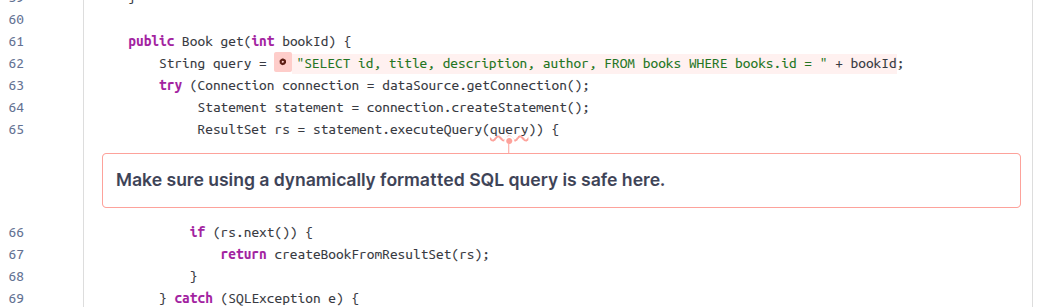 60
61 public Book get(int bookId) {
62 String query = "SELECT id, title, description, author, FROM books WHERE books.id = " + bookId;
63 try (Connection connection = dataSource.getConnection();
64 Statement statement = connection.createStatement();
65 ResultSet rs = statement.executeQuery(query)) {
Make sure using a dynamically formatted SQL query is safe here.
66 if (rs.next()) {
67 return createBookFromResultSet(rs);
68 }
69 } catch (SQLException e) {